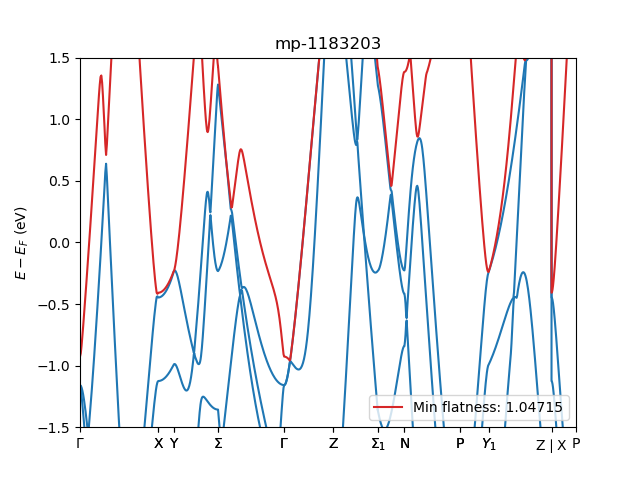 mp-1183203
E − E_F (eV)
1.5
1.0
0.5
0.0
−0.5
−1.0
−1.5
Min flatness: 1.04715
Γ X Y Σ Γ Z Σ₁ N P Y₁ Z | X P